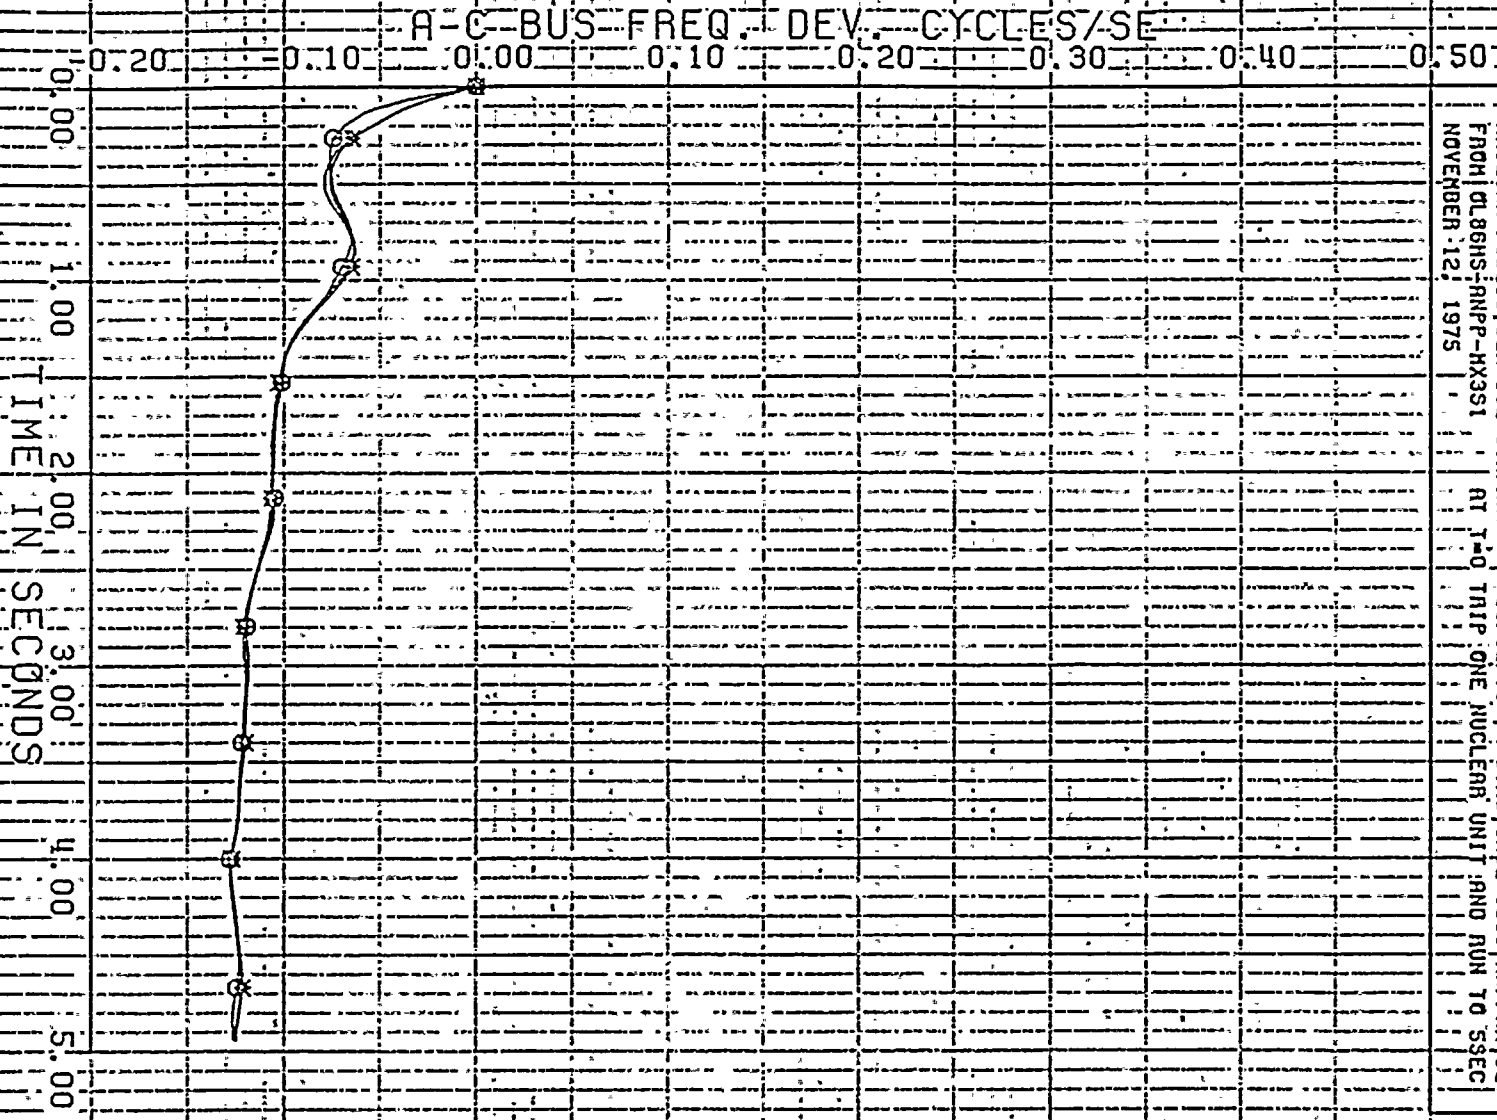 A-C BUS FREQ. DEV. CYCLES/SE
-0.20 -0.10 0.00 0.10 0.20 0.30 0.40 0.50
0.00
1.00
2.00
3.00
4.00
5.00
TIME IN SECONDS
AT T=0 TRIP ONE NUCLEAR UNIT AND RUN TO 5SEC
NOVEMBER 12, 1975